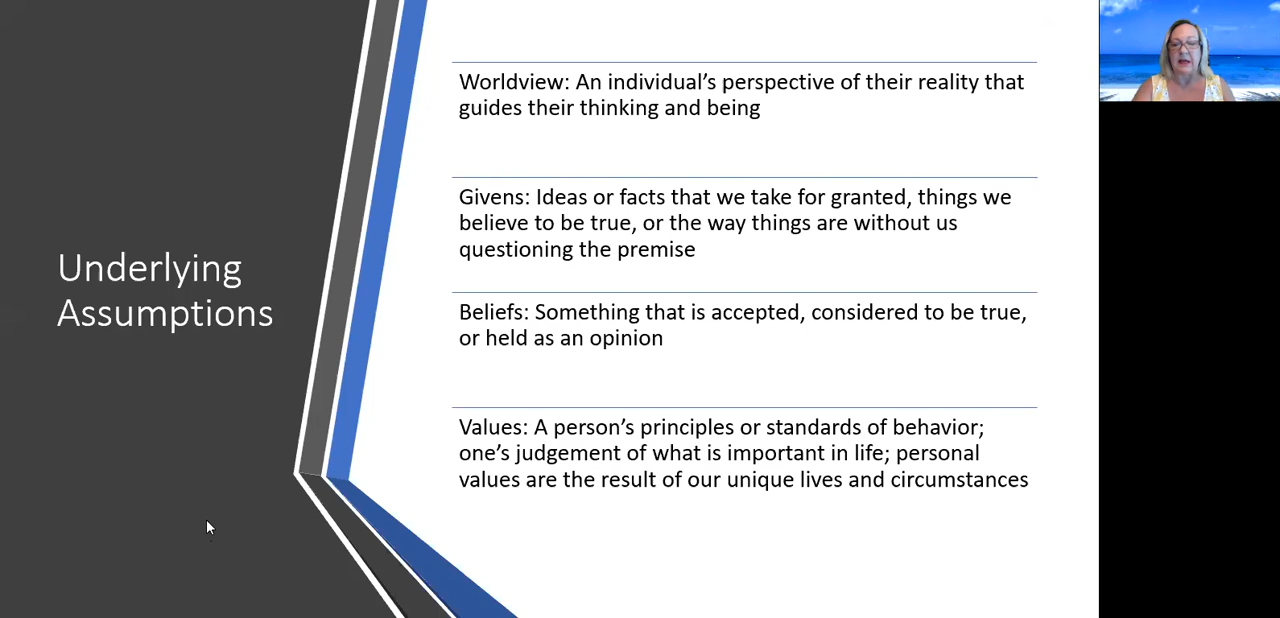 Underlying
Assumptions
Worldview: An individual’s perspective of their reality that
guides their thinking and being
Givens: Ideas or facts that we take for granted, things we
believe to be true, or the way things are without us
questioning the premise
Beliefs: Something that is accepted, considered to be true,
or held as an opinion
Values: A person’s principles or standards of behavior;
one’s judgement of what is important in life; personal
values are the result of our unique lives and circumstances